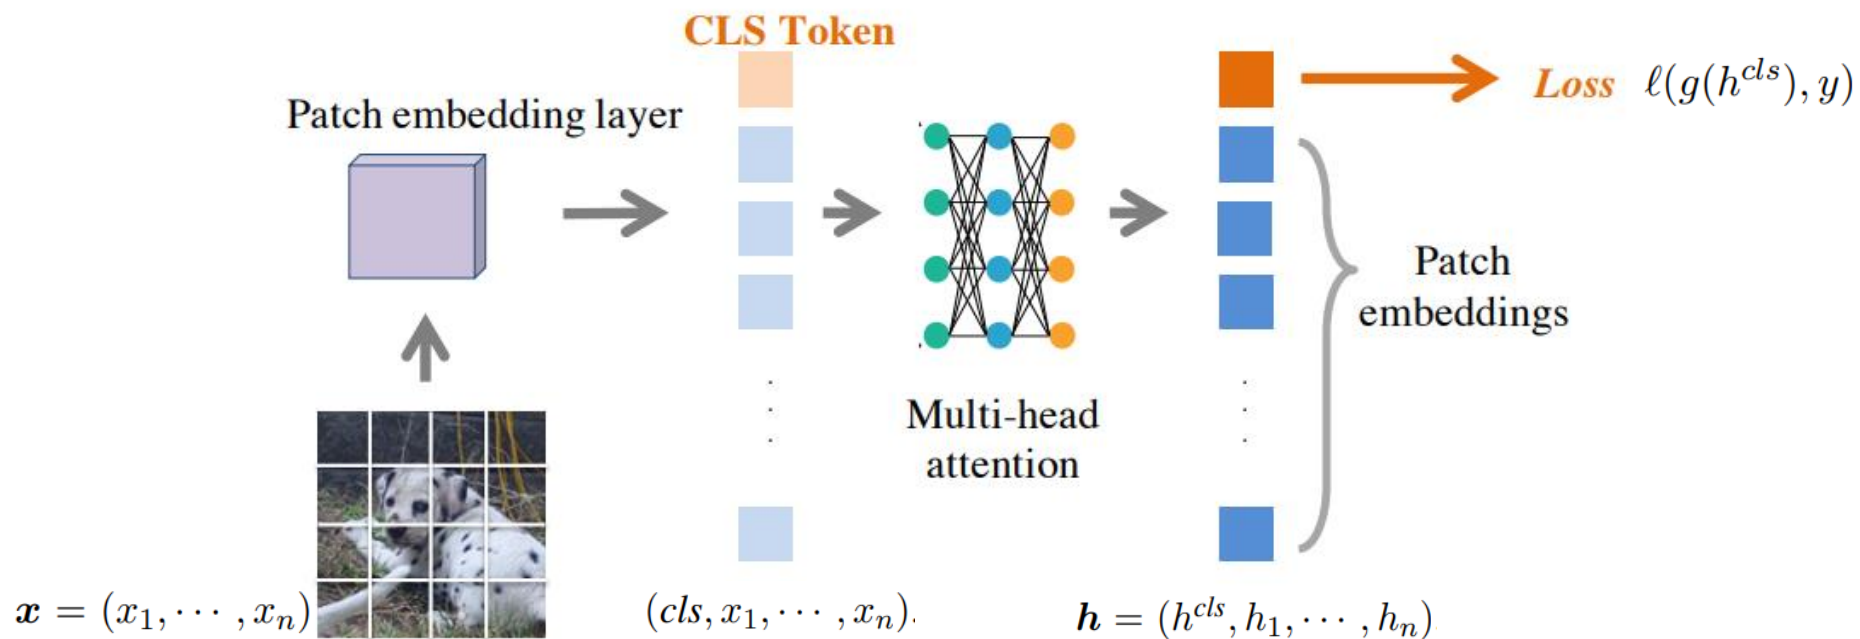 CLS Token
Loss ℓ(g(h^{cls}), y)
Patch embedding layer
Patch
embeddings
Multi-head
attention
x = (x_1, ⋯ , x_n)
(cls, x_1, ⋯ , x_n).
h = (h^{cls}, h_1, ⋯ , h_n)